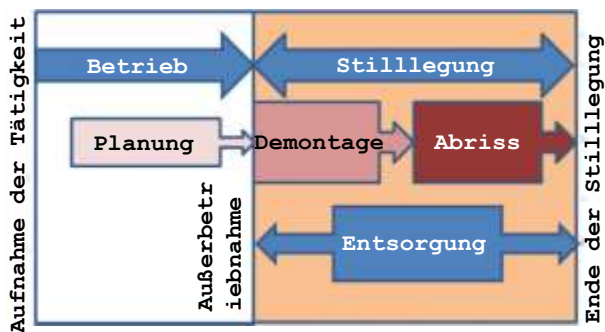 Aufnahme der Tätigkeit
Betrieb
Stilllegung
Planung
Demontage
Abriss
Außerbetr
iebnahme
Entsorgung
Ende der Stilllegung